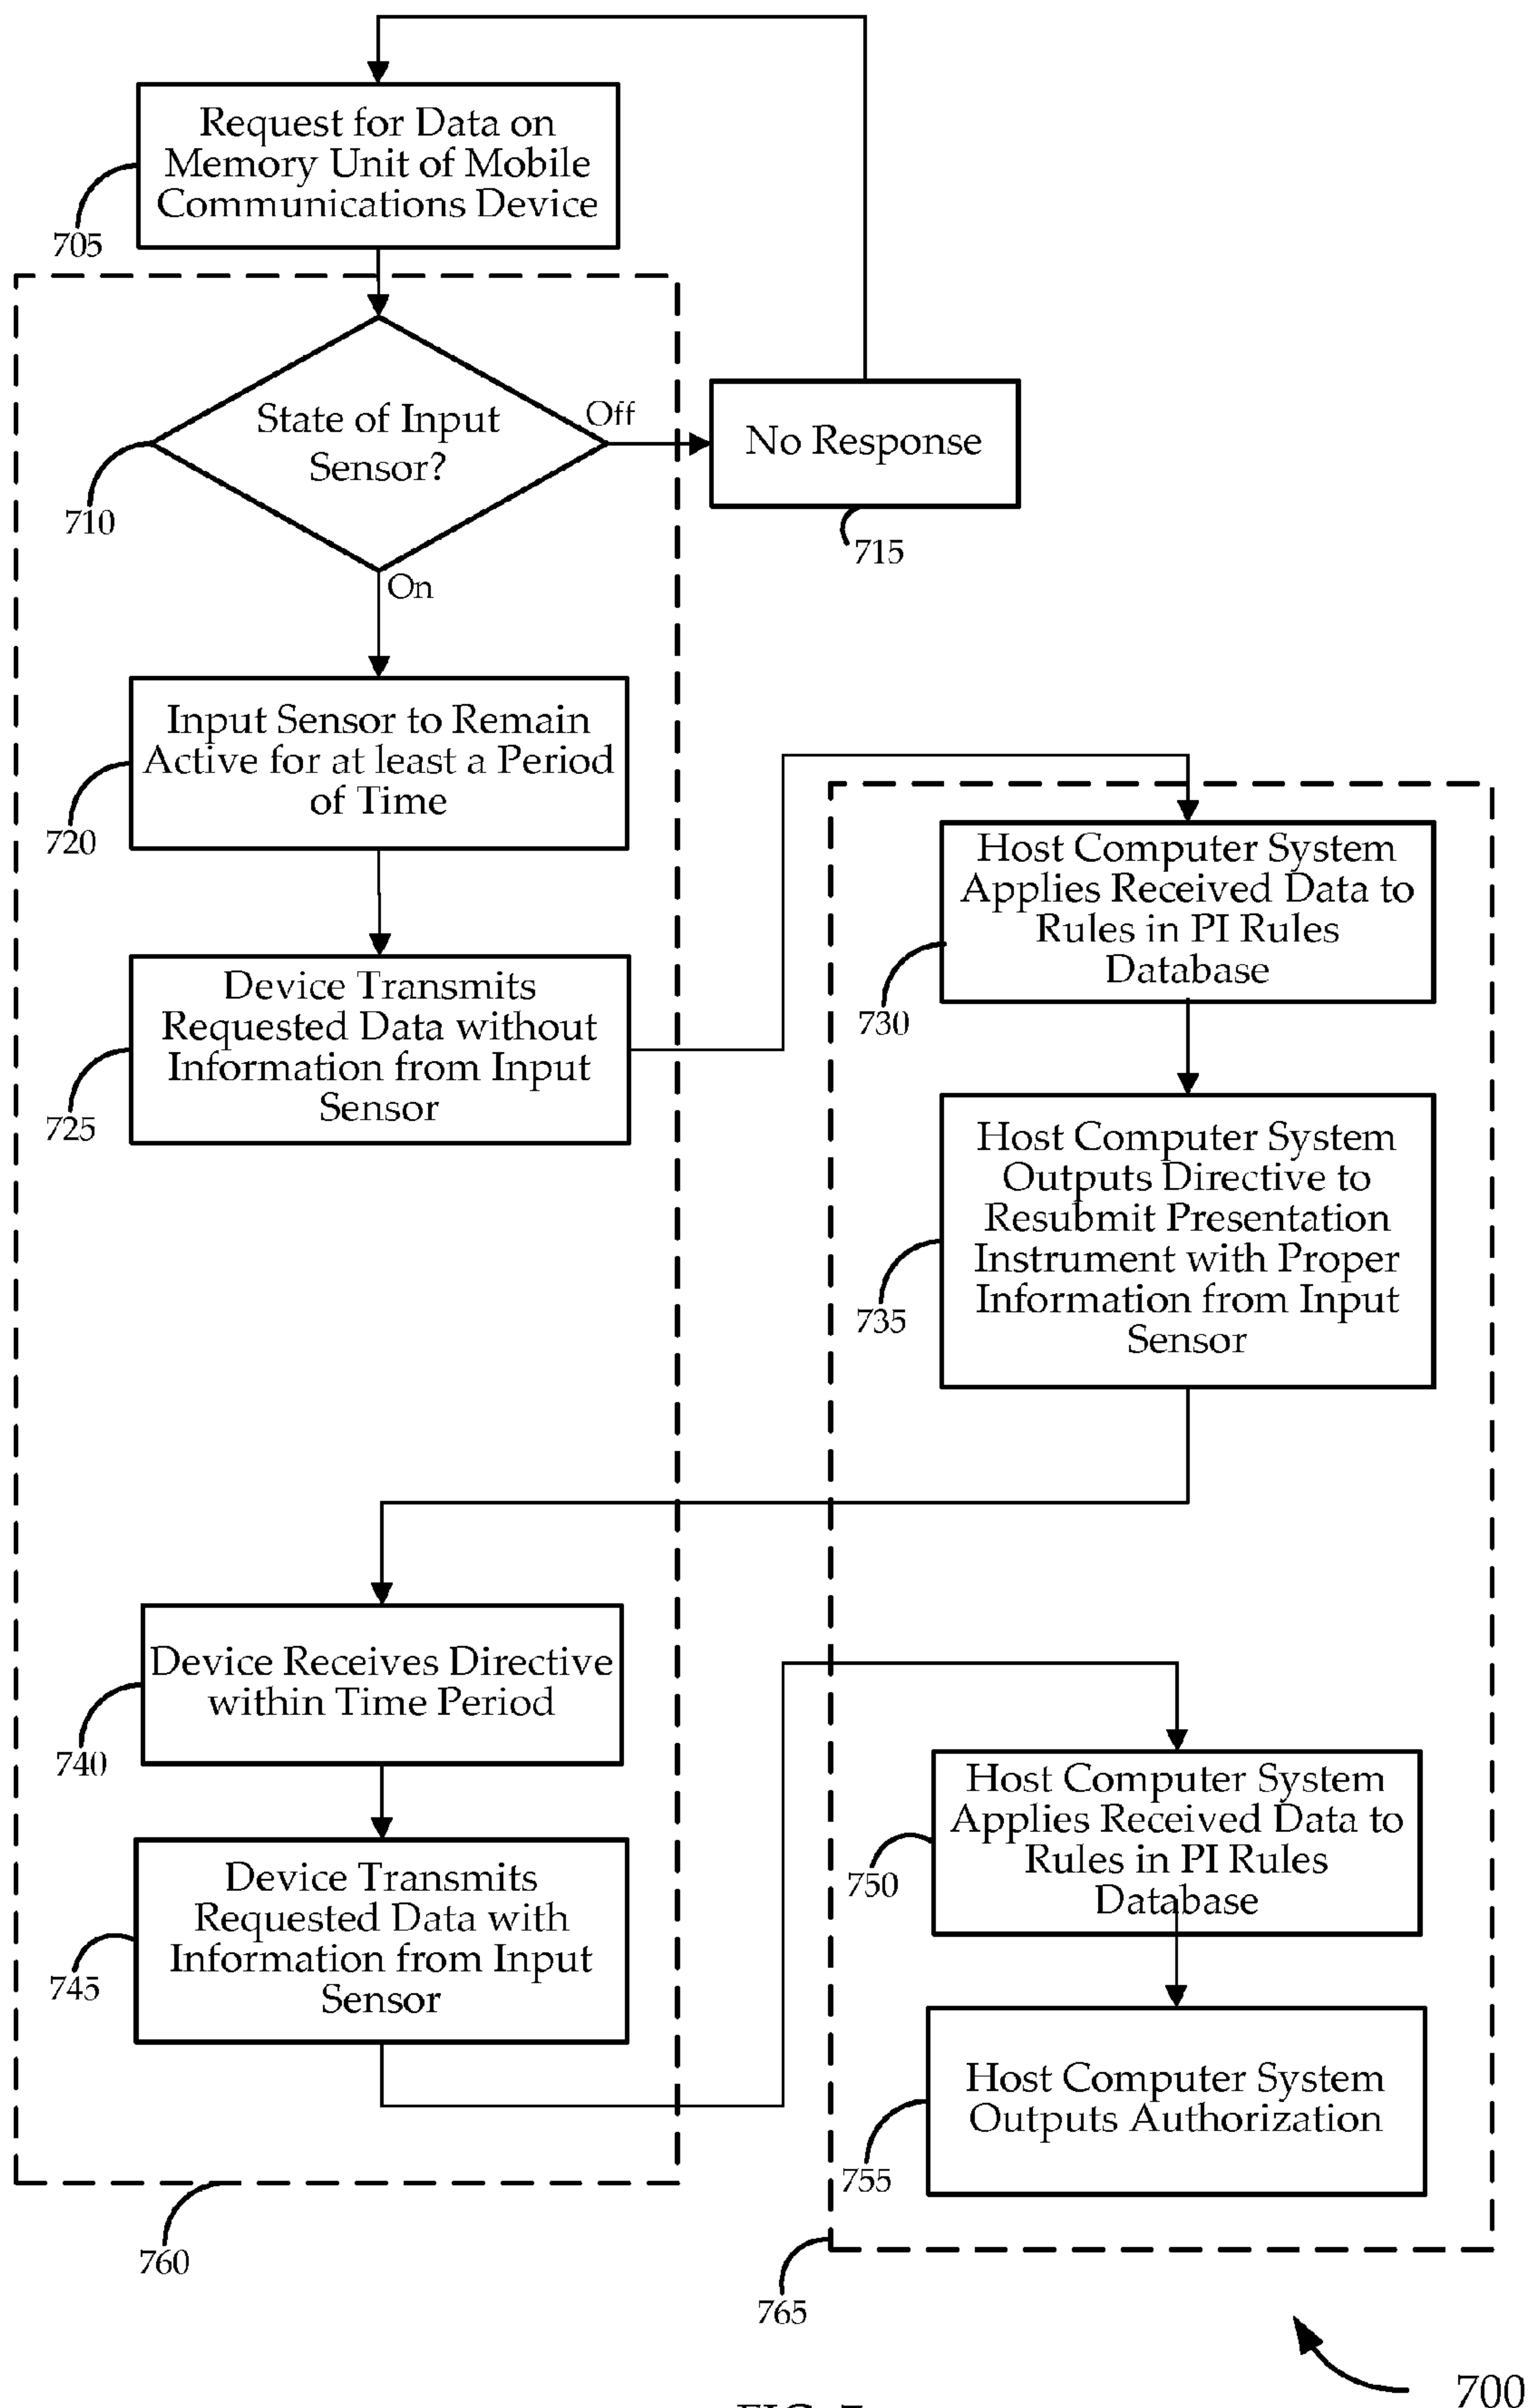 Request for Data on
Memory Unit of Mobile
Communications Device
705
State of Input
Sensor?
Off
710
On
No Response
715
Input Sensor to Remain
Active for at least a Period
of Time
720
Device Transmits
Requested Data without
Information from Input
Sensor
725
Host Computer System
Applies Received Data to
Rules in PI Rules
Database
730
Host Computer System
Outputs Directive to
Resubmit Presentation
Instrument with Proper
Information from Input
Sensor
735
Device Receives Directive
within Time Period
740
Device Transmits
Requested Data with
Information from Input
Sensor
745
Host Computer System
Applies Received Data to
Rules in PI Rules
Database
750
Host Computer System
Outputs Authorization
755
760
765
700